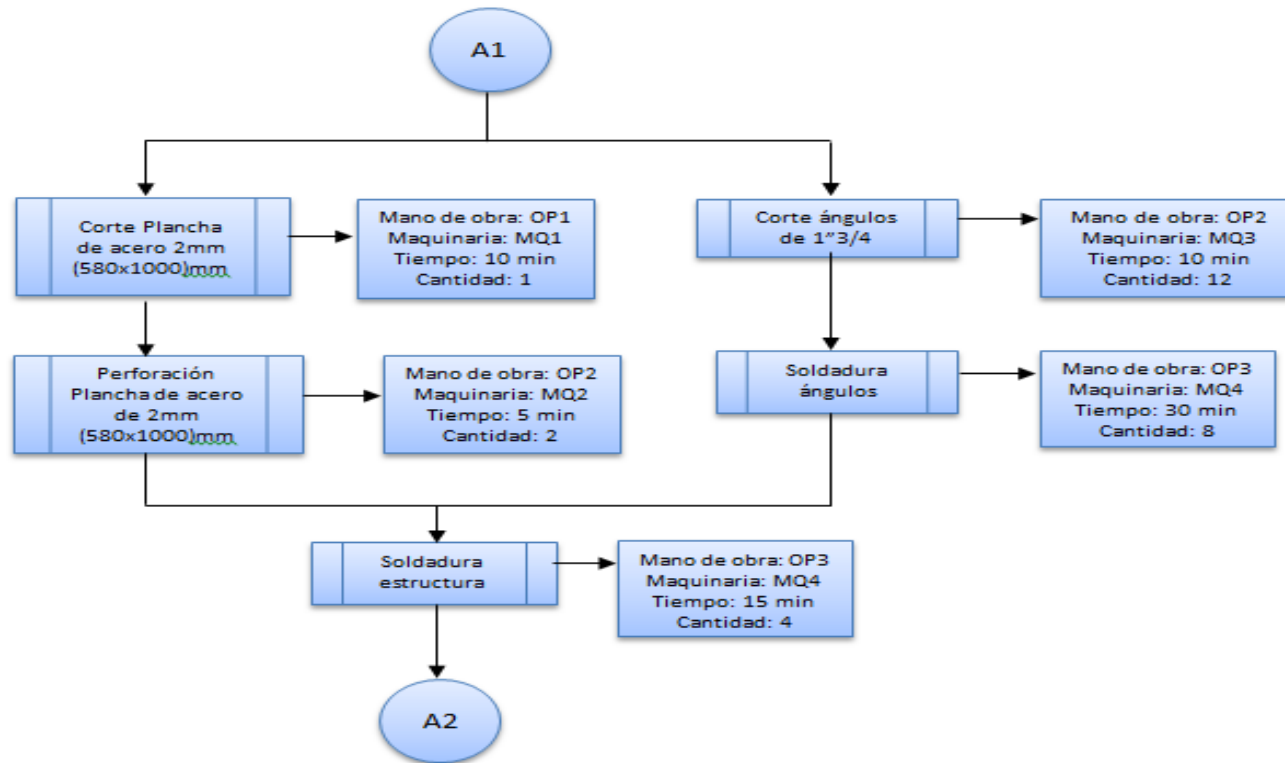 A1
Corte Plancha
de acero 2mm
(580x1000)mm
Mano de obra: OP1
Maquinaria: MQ1
Tiempo: 10 min
Cantidad: 1
Corte ángulos
de 1”3/4
Mano de obra: OP2
Maquinaria: MQ3
Tiempo: 10 min
Cantidad: 12
Perforación
Plancha de acero
de 2mm
(580x1000)mm
Mano de obra: OP2
Maquinaria: MQ2
Tiempo: 5 min
Cantidad: 2
Soldadura
ángulos
Mano de obra: OP3
Maquinaria: MQ4
Tiempo: 30 min
Cantidad: 8
Soldadura
estructura
Mano de obra: OP3
Maquinaria: MQ4
Tiempo: 15 min
Cantidad: 4
A2